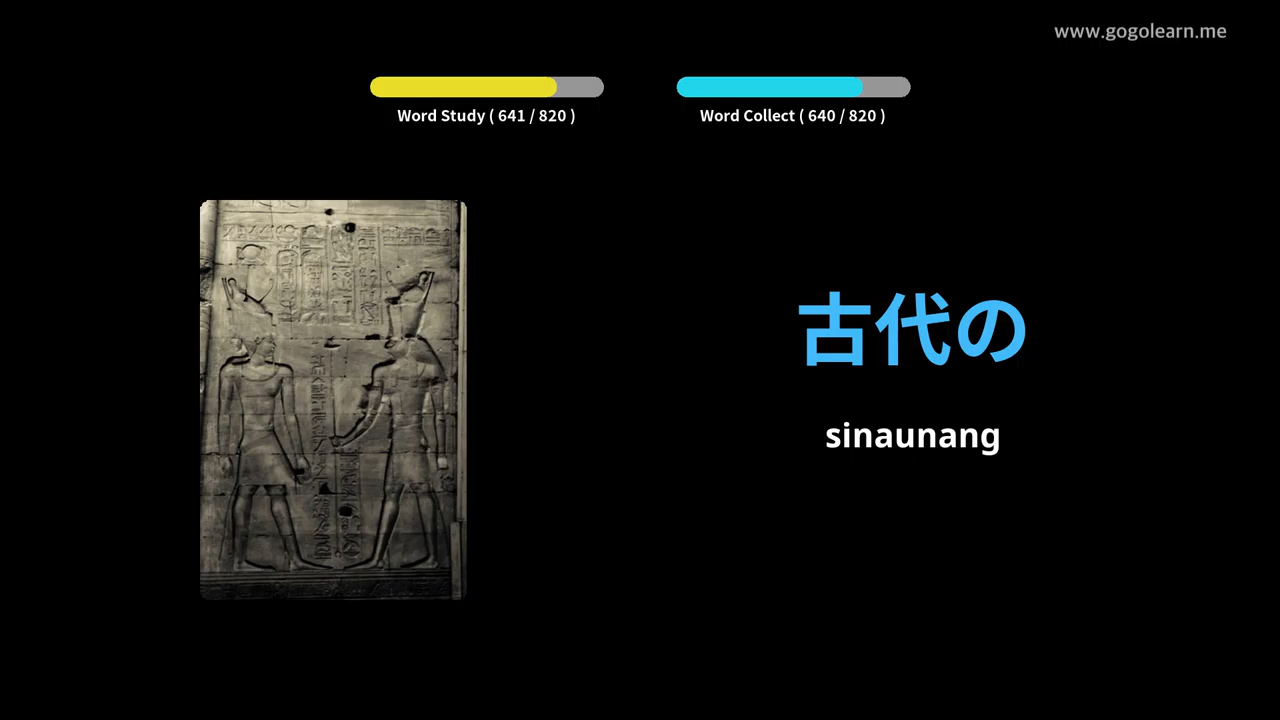 www.gogolearn.me
Word Study ( 641 / 820 )
Word Collect ( 640 / 820 )
古代の
sinaunang